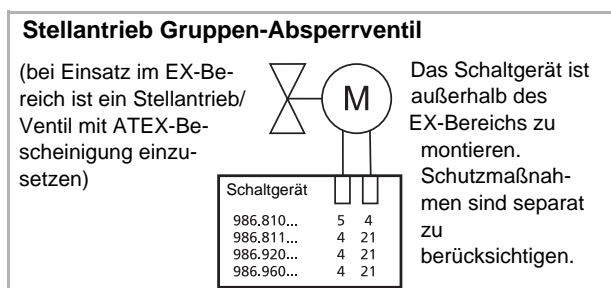 Stellantrieb Gruppen-Absperrventil
(bei Einsatz im EX-Be-
reich ist ein Stellantrieb/
Ventil mit ATEX-Be-
scheinigung einzu-
setzen)
M
Das Schaltgerät ist
außerhalb des
EX-Bereichs zu
montieren.
Schutzmaßnah-
men sind separat
zu
berücksichtigen.
Schaltgerät
986.810... 5 4
986.811... 4 21
986.920... 4 21
986.960... 4 21